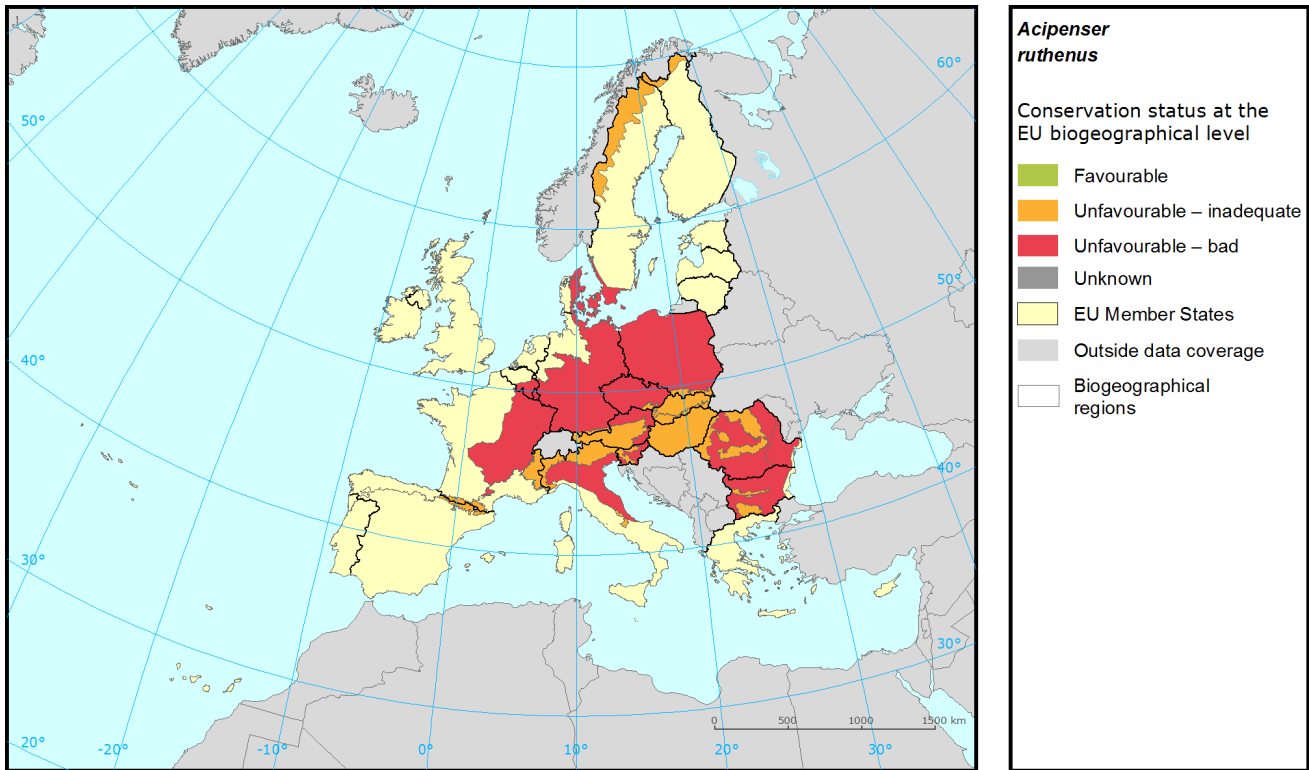 60°
50°
50°
40°
40°
30°
30°
20°
-20°
-10°
0°
10°
20°
30°
0 500 1000 1500 km
Acipenser
ruthenus
Conservation status at the
EU biogeographical level
Favourable
Unfavourable – inadequate
Unfavourable – bad
Unknown
EU Member States
Outside data coverage
Biogeographical
regions